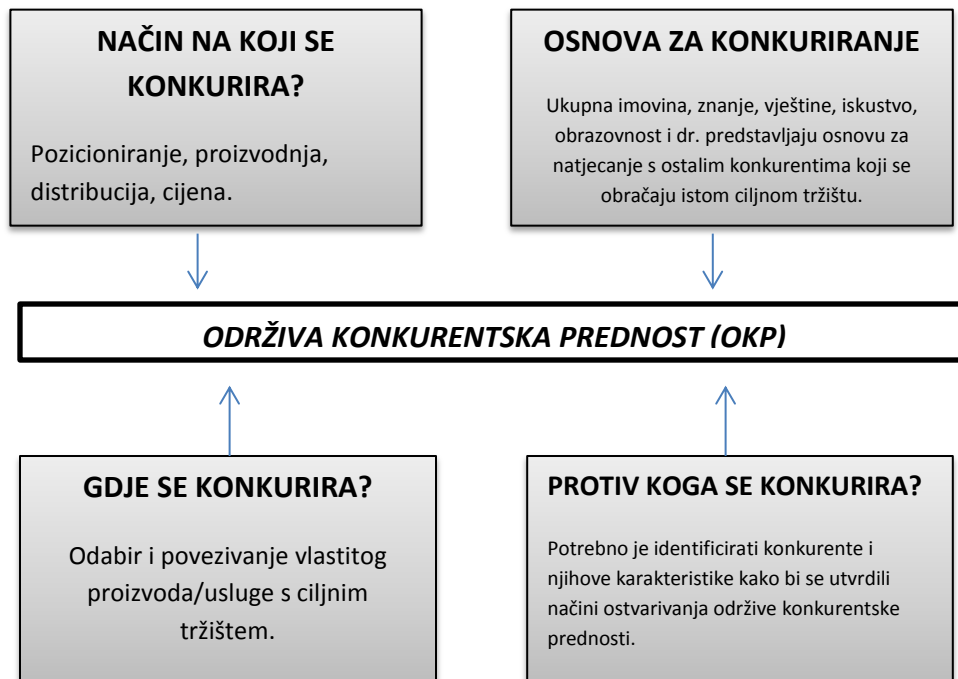 NAČIN NA KOJI SE
KONKURIRA?
Pozicioniranje, proizvodnja,
distribucija, cijena.
OSNOVA ZA KONKURIRANJE
Ukupna imovina, znanje, vještine, iskustvo,
obrazovnost i dr. predstavljaju osnovu za
natjecanje s ostalim konkurentima koji se
obraćaju istom ciljnom tržištu.
ODRŽIVA KONKURENTSKA PREDNOST (OKP)
GDJE SE KONKURIRA?
Odabir i povezivanje vlastitog
proizvoda/usluge s ciljnim
tržištem.
PROTIV KOGA SE KONKURIRA?
Potrebno je identificirati konkurente i
njihove karakteristike kako bi se utvrdili
načini ostvarivanja održive konkurentske
prednosti.